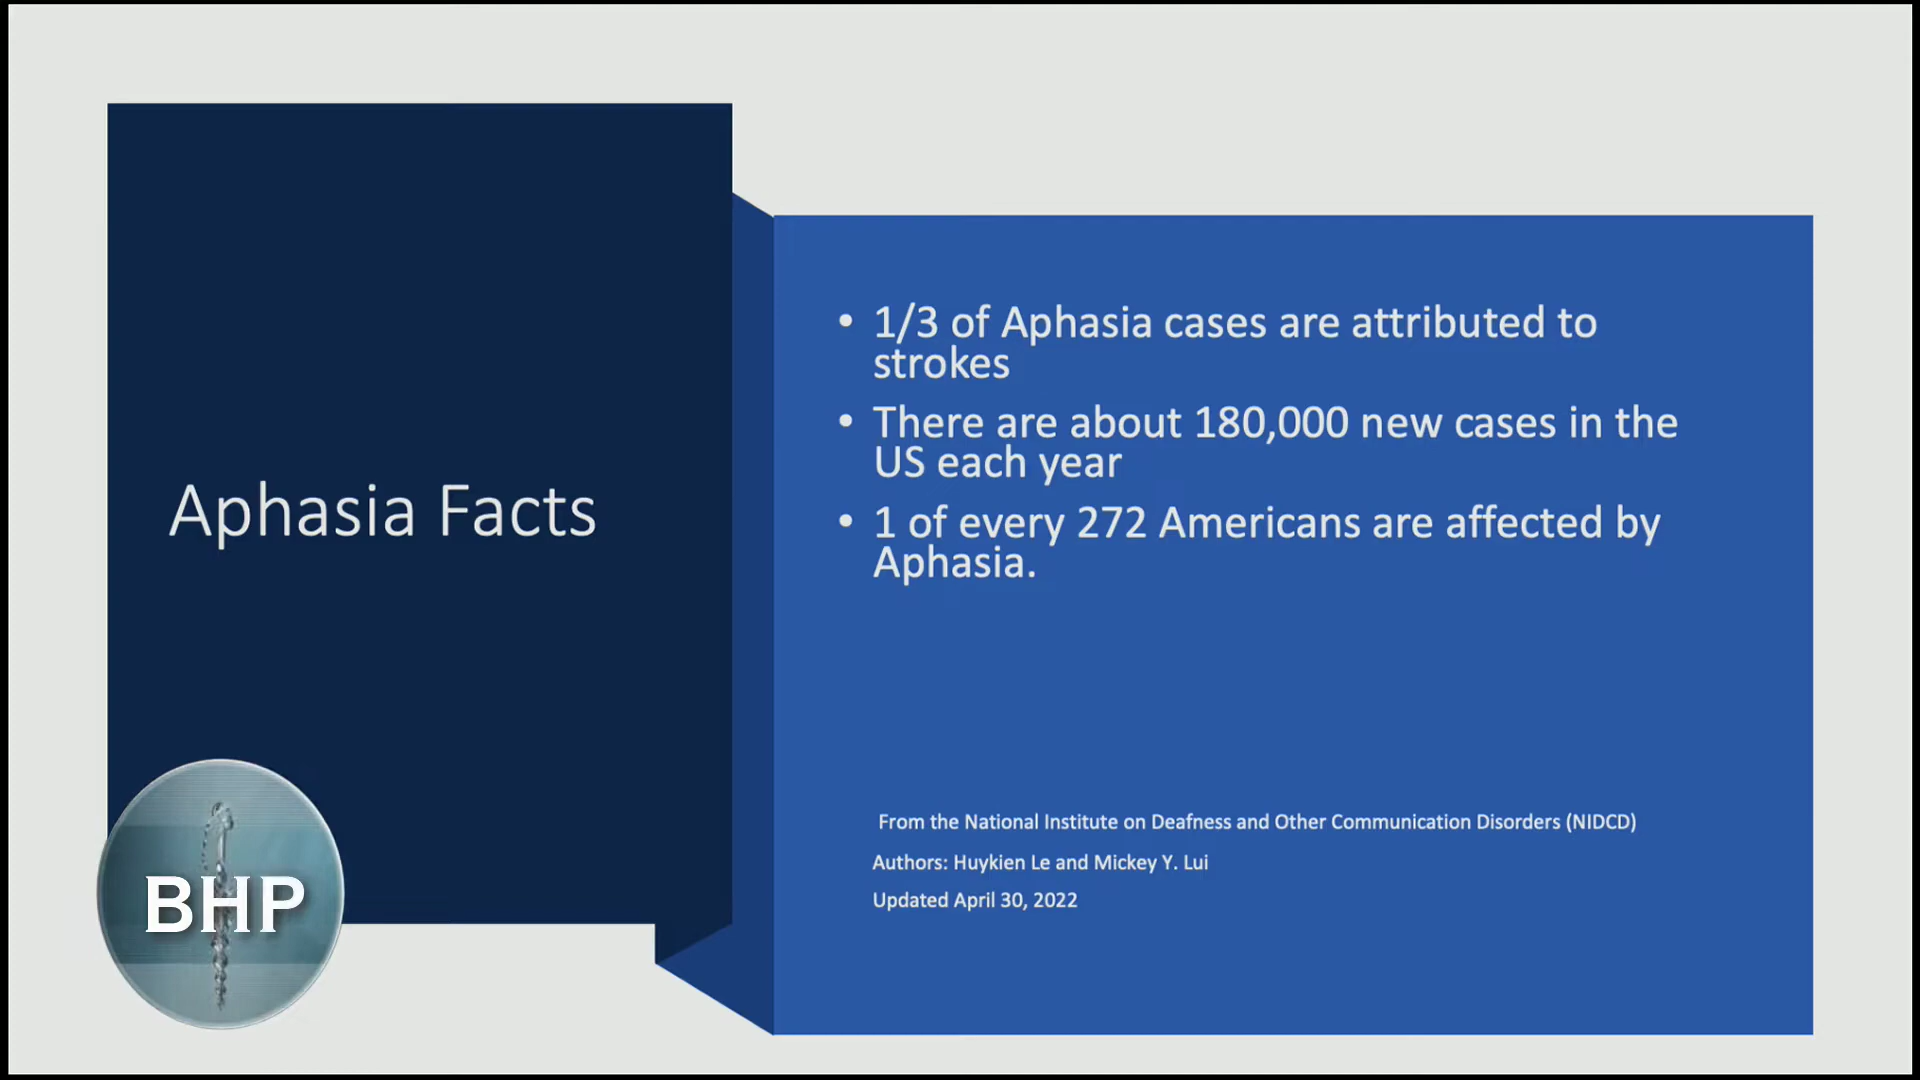 Aphasia Facts
• 1/3 of Aphasia cases are attributed to
strokes
• There are about 180,000 new cases in the
US each year
• 1 of every 272 Americans are affected by
Aphasia.
From the National Institute on Deafness and Other Communication Disorders (NIDCD)
Authors: Huykien Le and Mickey Y. Lui
Updated April 30, 2022
BHP